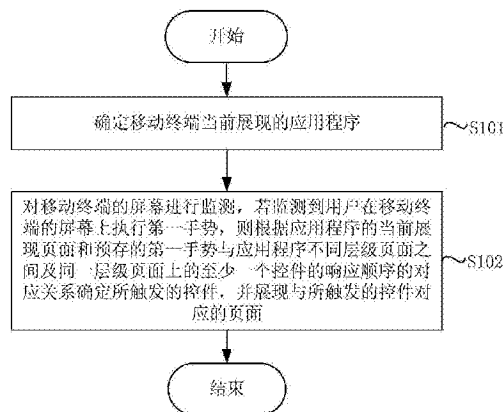 开始
确定移动终端当前展现的应用程序
S101
对移动终端的屏幕进行监测，若监测到用户在移动终端
的屏幕上执行第一手势，则根据应用程序的当前
展现页面和预存的第一手势与应用程序不同层级页面之
间及同一层级页面上的至少一个控件的响应顺序的对
应关系确定所触发的控件，并展现与所触发的控件对
应的页面
S102
结束